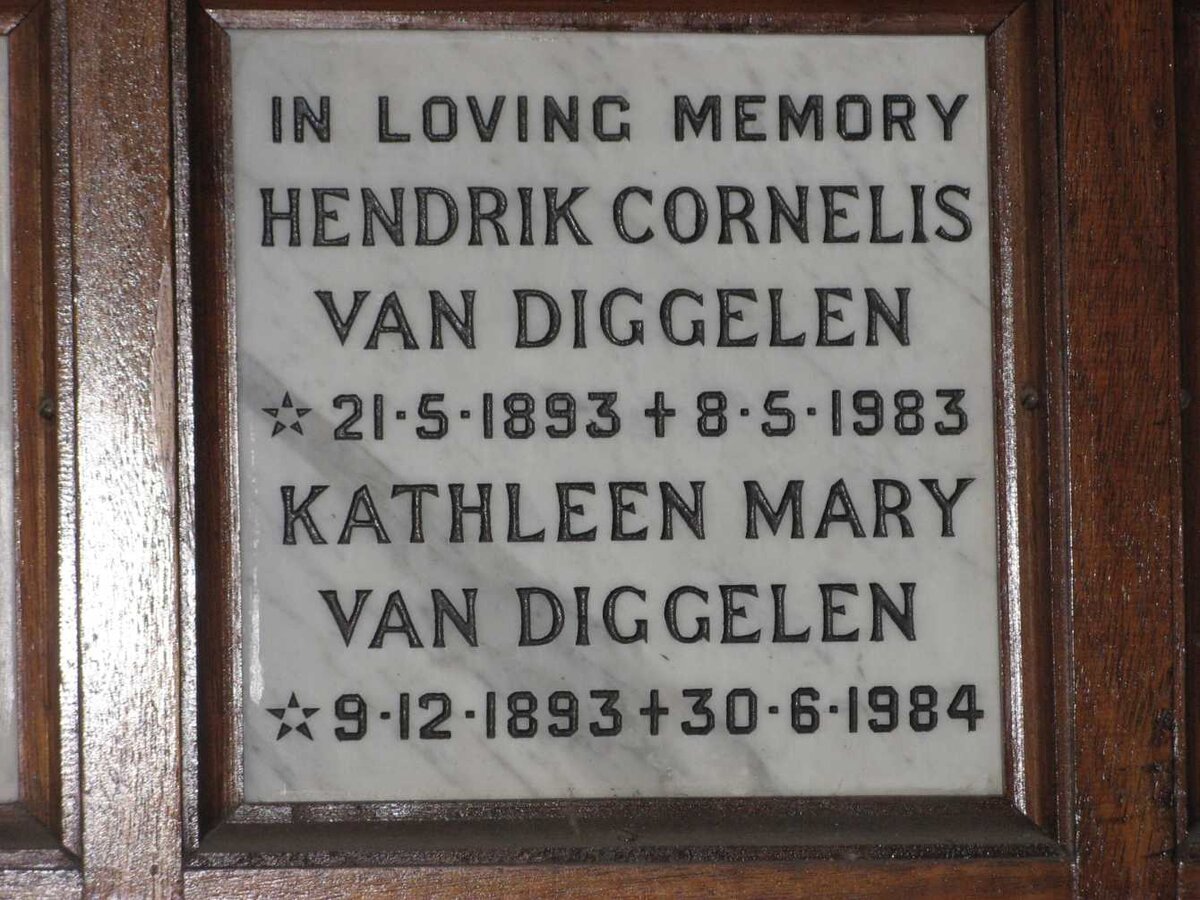 IN LOVING MEMORY
HENDRIK CORNELIS
VAN DIGGELEN
☆ 21·5·1893 + 8·5·1983
KATHLEEN MARY
VAN DIGGELEN
☆ 9·12·1893 + 30·6·1984